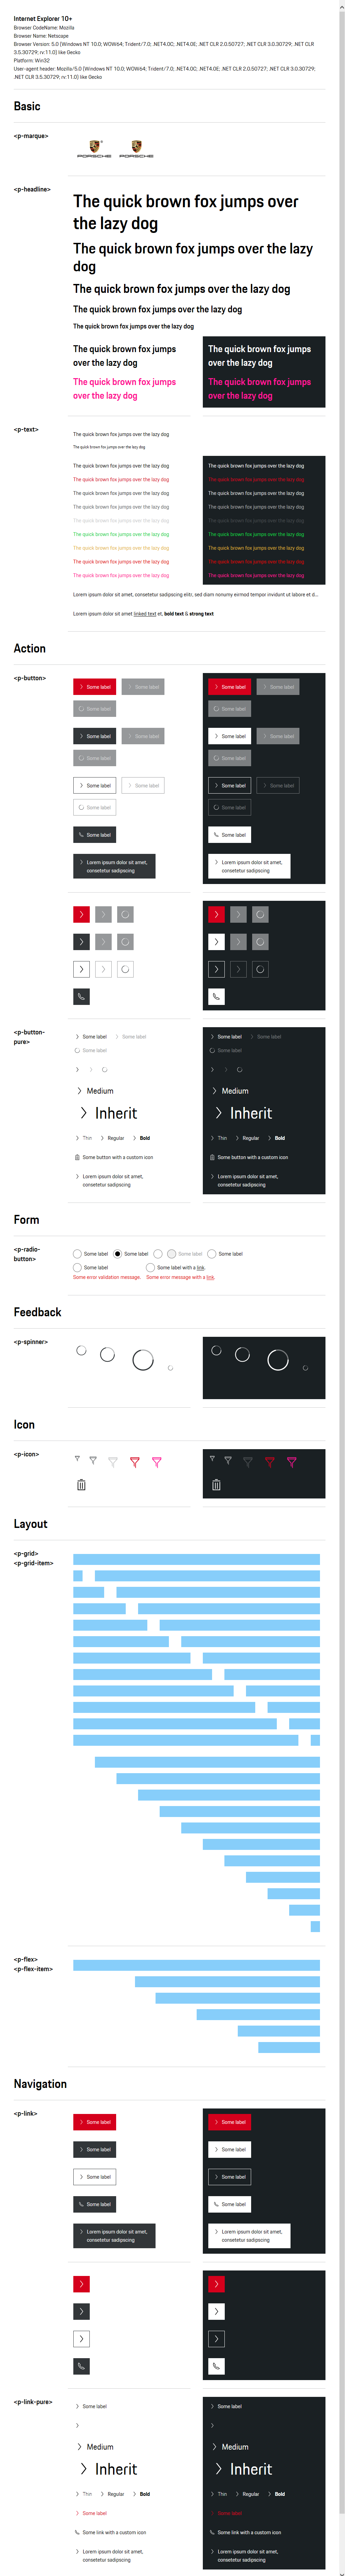 Internet Explorer 10+
Browser CodeName: Mozilla
Browser Name: Netscape
Browser Version: 5.0 (Windows NT 10.0; WOW64; Trident/7.0; .NET4.0C; .NET4.0E; .NET CLR 2.0.50727; .NET CLR 3.0.30729; .NET CLR
3.5.30729; rv:11.0) like Gecko
Platform: Win32
User-agent header: Mozilla/5.0 (Windows NT 10.0; WOW64; Trident/7.0; .NET4.0C; .NET4.0E; .NET CLR 2.0.50727; .NET CLR 3.0.30729;
.NET CLR 3.5.30729; rv:11.0) like Gecko
Basic
<p-marque>
PORSCHE PORSCHE
<p-headline>
The quick brown fox jumps over
the lazy dog
The quick brown fox jumps over the lazy
dog
The quick brown fox jumps over the lazy dog
The quick brown fox jumps over the lazy dog
The quick brown fox jumps over the lazy dog
The quick brown fox jumps The quick brown fox jumps
over the lazy dog over the lazy dog
The quick brown fox jumps The quick brown fox jumps
over the lazy dog over the lazy dog
<p-text>
The quick brown fox jumps over the lazy dog
The quick brown fox jumps over the lazy dog
The quick brown fox jumps over the lazy dog The quick brown fox jumps over the lazy dog
The quick brown fox jumps over the lazy dog The quick brown fox jumps over the lazy dog
The quick brown fox jumps over the lazy dog The quick brown fox jumps over the lazy dog
The quick brown fox jumps over the lazy dog The quick brown fox jumps over the lazy dog
The quick brown fox jumps over the lazy dog The quick brown fox jumps over the lazy dog
The quick brown fox jumps over the lazy dog The quick brown fox jumps over the lazy dog
The quick brown fox jumps over the lazy dog The quick brown fox jumps over the lazy dog
The quick brown fox jumps over the lazy dog The quick brown fox jumps over the lazy dog
The quick brown fox jumps over the lazy dog The quick brown fox jumps over the lazy dog
Lorem ipsum dolor sit amet, consetetur sadipscing elitr, sed diam nonumy eirmod tempor invidunt ut labore et d...
Lorem ipsum dolor sit amet linked text et, bold text & strong text
Action
<p-button>
Some label Some label Some label Some label
Some label Some label
Some label Some label Some label Some label
Some label Some label
Some label Some label Some label Some label
Some label Some label
Some label Some label
Lorem ipsum dolor sit amet, Lorem ipsum dolor sit amet,
consetetur sadipscing consetetur sadipscing
<p-button-
pure>
Some label Some label Some label Some label
Some label Some label
Medium Medium
Inherit Inherit
Thin Regular Bold Thin Regular Bold
Some button with a custom icon Some button with a custom icon
Lorem ipsum dolor sit amet, Lorem ipsum dolor sit amet,
consetetur sadipscing consetetur sadipscing
Form
<p-radio-
button>
Some label Some label Some label Some label
Some label Some label with a link.
Some error validation message. Some error message with a link.
Feedback
<p-spinner>
Icon
<p-icon>
Layout
<p-grid>
<p-grid-item>
<p-flex>
<p-flex-item>
Navigation
<p-link>
Some label Some label
Some label Some label
Some label Some label
Some label Some label
Lorem ipsum dolor sit amet, Lorem ipsum dolor sit amet,
consetetur sadipscing consetetur sadipscing
<p-link-pure>
Some label Some label
Medium Medium
Inherit Inherit
Thin Regular Bold Thin Regular Bold
Some label Some label
Some link with a custom icon Some link with a custom icon
Lorem ipsum dolor sit amet, Lorem ipsum dolor sit amet,
consetetur sadipscing consetetur sadipscing